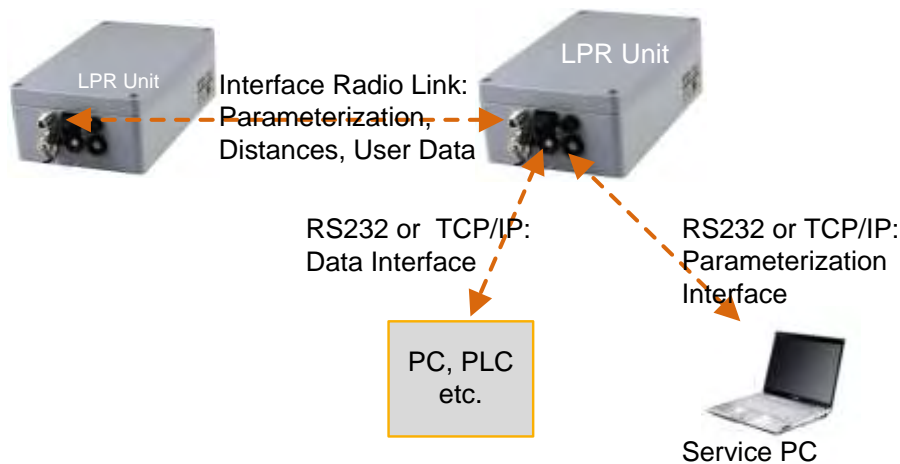 LPR Unit
LPR Unit
Interface Radio Link:
Parameterization,
Distances, User Data
RS232 or TCP/IP:
Data Interface
RS232 or TCP/IP:
Parameterization
Interface
PC, PLC
etc.
Service PC